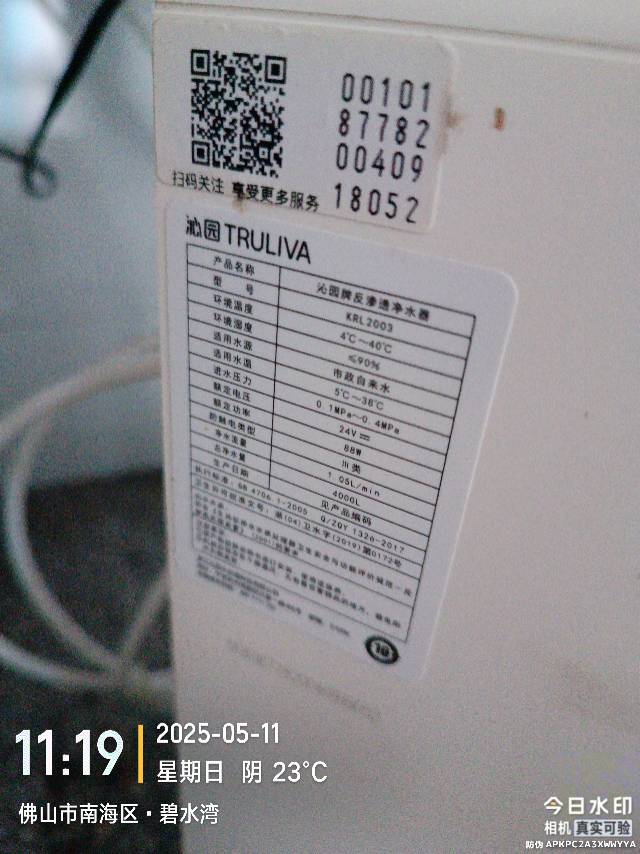 00101
87782
00409
18052
扫码关注 享受更多服务
沁园 TRULIVA
产品名称 沁园牌反渗透净水器
型 号 KRL2003
环境温度 4℃~40℃
环境湿度 ≤90%
适用水源 市政自来水
适用水温 5℃~38℃
进水压力 0.1MPa~0.4MPa
额定电压 24V⎓
额定功率 88W
防触电类型 III类
净水流量 1.05L/min
总净水量 4000L
生产日期 见产品编码
执行标准: GB 4706.1-2005 Q/ZQY 1326-2017
卫生许可批准文号: 浙(04)卫水字(2019)第0172号
10
11:19
2025-05-11
星期日 阴 23°C
佛山市南海区·碧水湾
今日水印
相机 真实可验
防伪 APKPC2A3XWWYYA